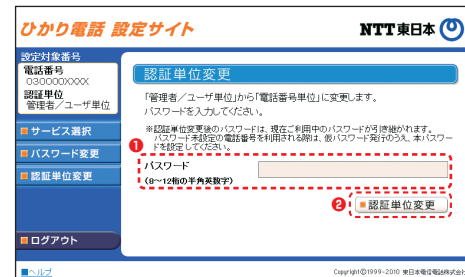 ひかり電話 設定サイト
NTT東日本
設定対象番号
電話番号
030000XXXX
認証単位
管理者／ユーザ単位
■サービス選択
■パスワード変更
■認証単位変更
■ログアウト
■ヘルプ
認証単位変更
「管理者／ユーザ単位」から「電話番号単位」に変更します。
パスワードを入力してください。
※認証単位変更後のパスワードは、現在ご利用中のパスワードが引き継がれます。
パスワード未設定の電話番号を利用される際は、仮パスワード発行のうえ、本パスワー
ドを設定してください。
❶
パスワード
(8～12桁の半角英数字)
❷ ■認証単位変更
Copyright©1999-2010 東日本電信電話株式会社